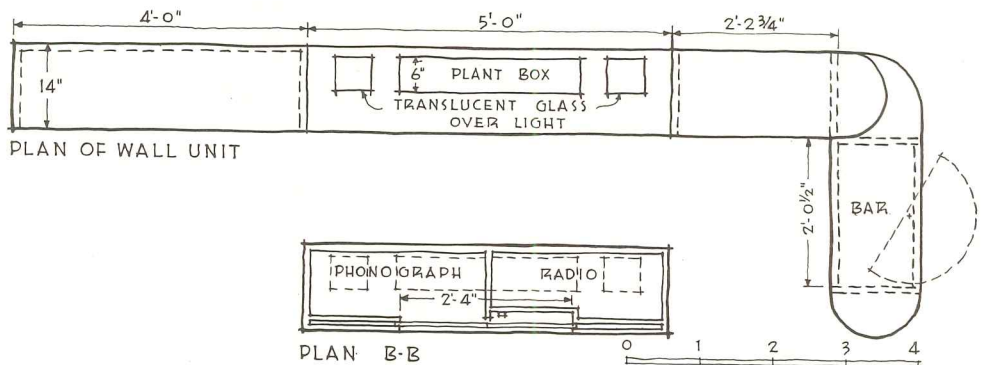 4'-0"
5'-0"
2'-2 3/4"
14"
6"
PLANT BOX
TRANSLUCENT GLASS
OVER LIGHT
PLAN OF WALL UNIT
2'-0 1/2"
BAR
PHONOGRAPH
RADIO
2'-4"
PLAN B-B
0 1 2 3 4